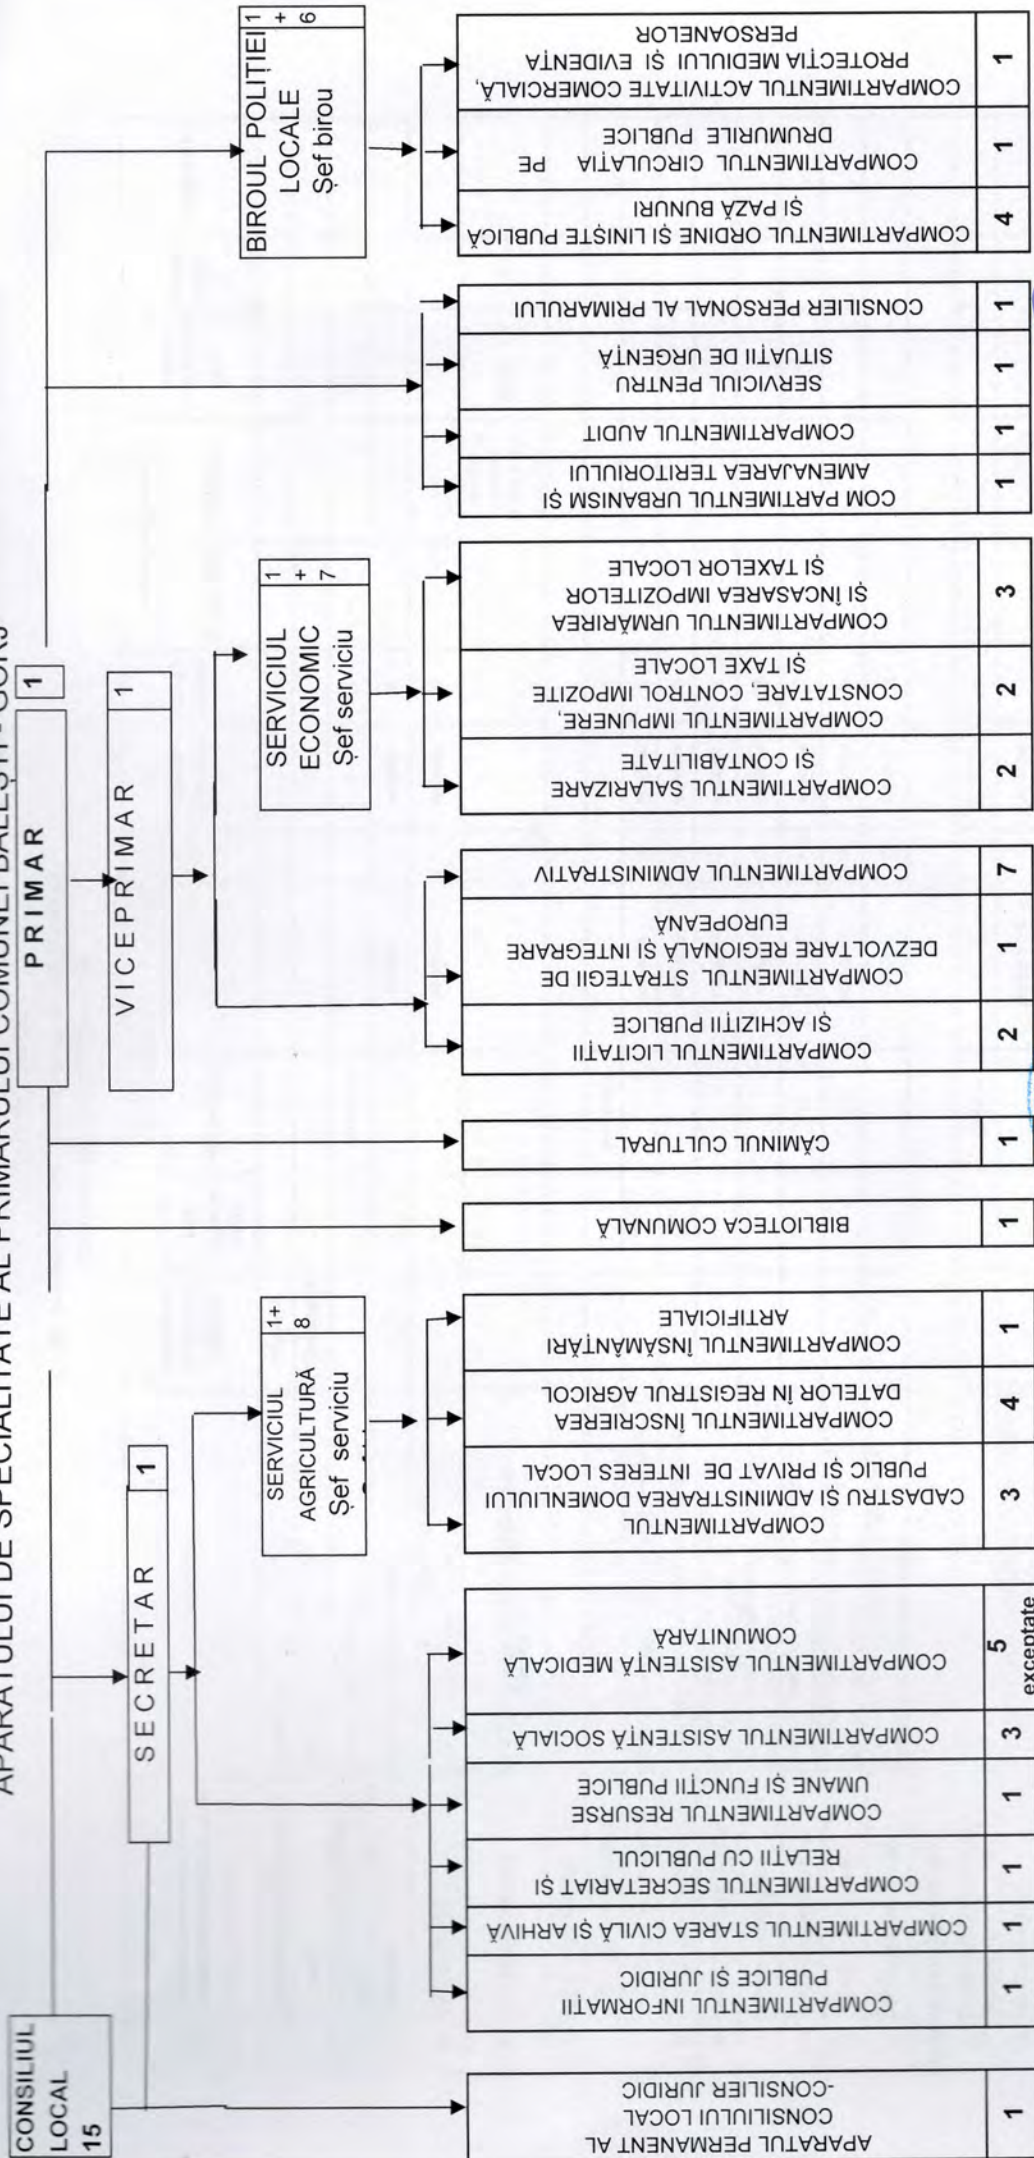 APARATULUI DE SPECIALITATE AL PRIMARULUI COMUNEI BĂLEȘTI - GORJ
CONSILIUL
LOCAL
15
PRIMAR
1
VICEPRIMAR
1
SECRETAR
1
SERVICIUL
AGRICULTURĂ
Șef serviciu
1+
8
SERVICIUL
ECONOMIC
Șef serviciu
1
+
7
BIROUL POLIȚIEI
LOCALE
Șef birou
1
+
6
APARATUL PERMANENT AL
CONSILIULUI LOCAL
-CONSILIER JURIDIC
1
COMPARTIMENTUL INFORMAȚII
PUBLICE ȘI JURIDIC
1
COMPARTIMENTUL STAREA CIVILĂ ȘI ARHIVĂ
1
COMPARTIMENTUL SECRETARIAT ȘI
RELAȚII CU PUBLICUL
1
COMPARTIMENTUL RESURSE
UMANE ȘI FUNCȚII PUBLICE
1
COMPARTIMENTUL ASISTENȚĂ SOCIALĂ
3
COMPARTIMENTUL ASISTENȚĂ MEDICALĂ
COMUNITARĂ
5
exceptate
COMPARTIMENTUL
CADASTRU ȘI ADMINISTRAREA DOMENLIULUI
PUBLIC ȘI PRIVAT DE INTERES LOCAL
3
COMPARTIMENTUL ÎNSCRIEREA
DATELOR ÎN REGISTRUL AGRICOL
4
COMPARTIMENTUL ÎNSĂMÂNȚĂRI
ARTIFICIALE
1
BIBLIOTECA COMUNALĂ
1
CĂMINUL CULTURAL
1
COMPARTIMENTUL LICITAȚII
ȘI ACHIZIȚII PUBLICE
2
COMPARTIMENTUL STRATEGII DE
DEZVOLTARE REGIONALĂ ȘI INTEGRARE
EUROPEANĂ
1
COMPARTIMENTUL ADMINISTRATIV
7
COMPARTIMENTUL SALARIZARE
ȘI CONTABILITATE
2
COMPARTIMENTUL IMPUNERE,
CONSTATARE, CONTROL IMPOZITE
ȘI TAXE LOCALE
2
COMPARTIMENTUL URMĂRIREA
ȘI ÎNCASAREA IMPOZITELOR
ȘI TAXELOR LOCALE
3
COM PARTIMENTUL URBANISM ȘI
AMENAJAREA TERITORIULUI
1
COMPARTIMENTUL AUDIT
1
SERVICIUL PENTRU
SITUAȚII DE URGENȚĂ
1
CONSILIER PERSONAL AL PRIMARULUI
1
COMPARTIMENTUL ORDINE ȘI LINIȘTE PUBLICĂ
ȘI PAZĂ BUNURI
4
COMPARTIMENTUL CIRCULAȚIA PE
DRUMURILE PUBLICE
1
COMPARTIMENTUL ACTIVITATE COMERCIALĂ,
PROTECȚIA MEDIULUI ȘI EVIDENȚA
PERSOANELOR
1